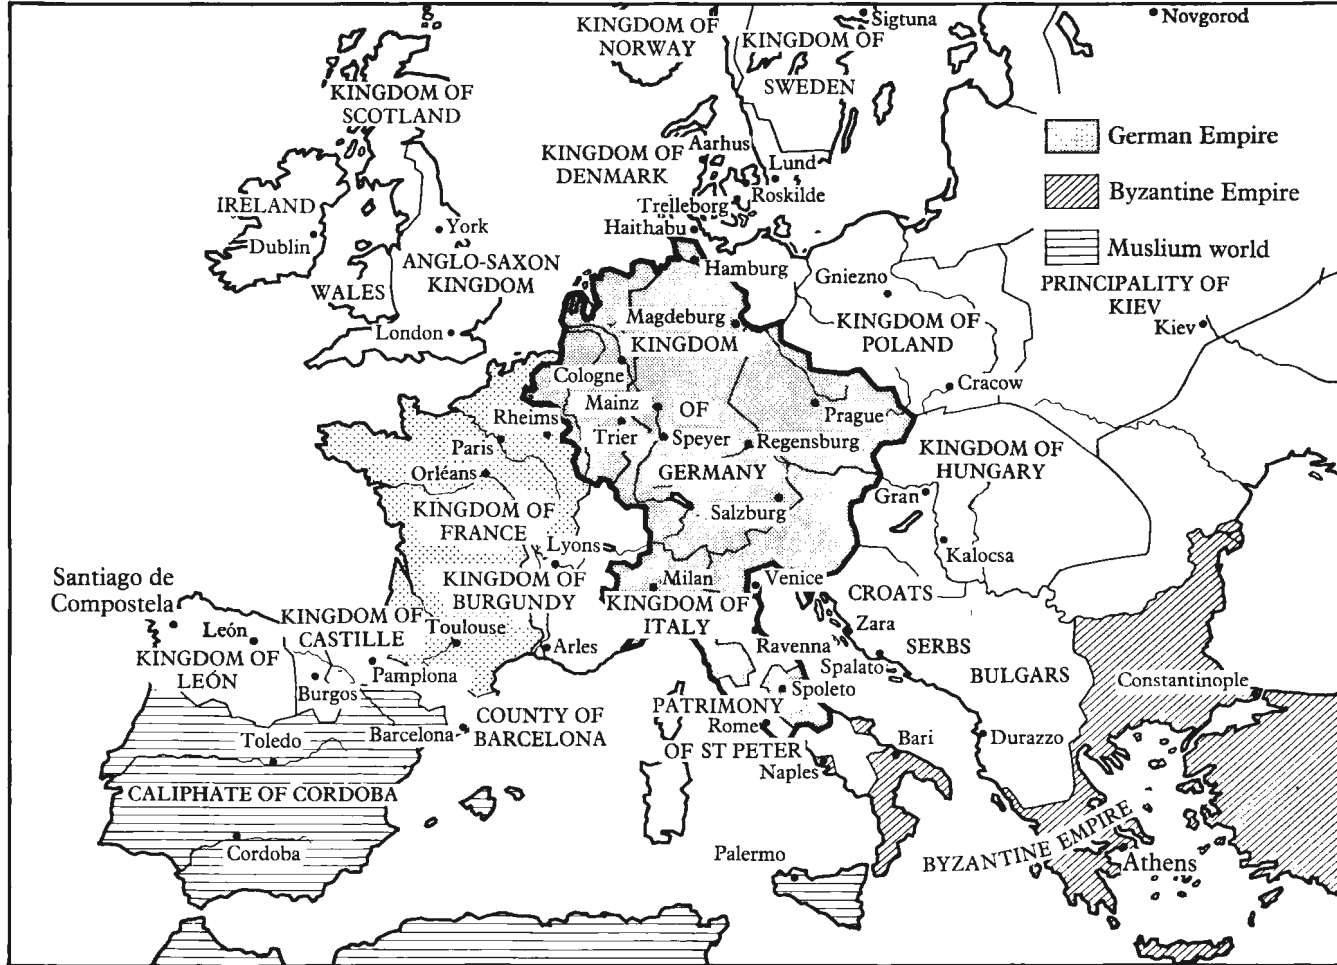 KINGDOM OF
NORWAY
KINGDOM OF
SWEDEN
Sigtuna
Novgorod
KINGDOM OF
SCOTLAND
German Empire
Byzantine Empire
Muslium world
KINGDOM OF
DENMARK
Aarhus
Lund
Roskilde
Trelleborg
Haithabu
IRELAND
Dublin
York
ANGLO-SAXON
KINGDOM
WALES
London
Hamburg
Gniezno
PRINCIPALITY OF
KIEV
Kiev
Magdeburg
KINGDOM OF
POLAND
KINGDOM
OF
GERMANY
Cologne
Cracow
Mainz
Prague
Rheims
Trier
Speyer
Regensburg
Paris
Orléans
KINGDOM OF
HUNGARY
Gran
Salzburg
KINGDOM OF
FRANCE
Lyons
Kalocsa
Santiago de
Compostela
KINGDOM OF
BURGUNDY
Milan
Venice
CROATS
KINGDOM OF
ITALY
KINGDOM OF
CASTILLE
León
Toulouse
Arles
Ravenna
Zara
SERBS
Spalato
KINGDOM OF
LEÓN
Pamplona
Burgos
BULGARS
Constantinople
Spoleto
PATRIMONY
OF ST PETER
Rome
COUNTY OF
BARCELONA
Barcelona
Toledo
Bari
Durazzo
Naples
CALIPHATE OF CORDOBA
Cordoba
Palermo
BYZANTINE EMPIRE
Athens